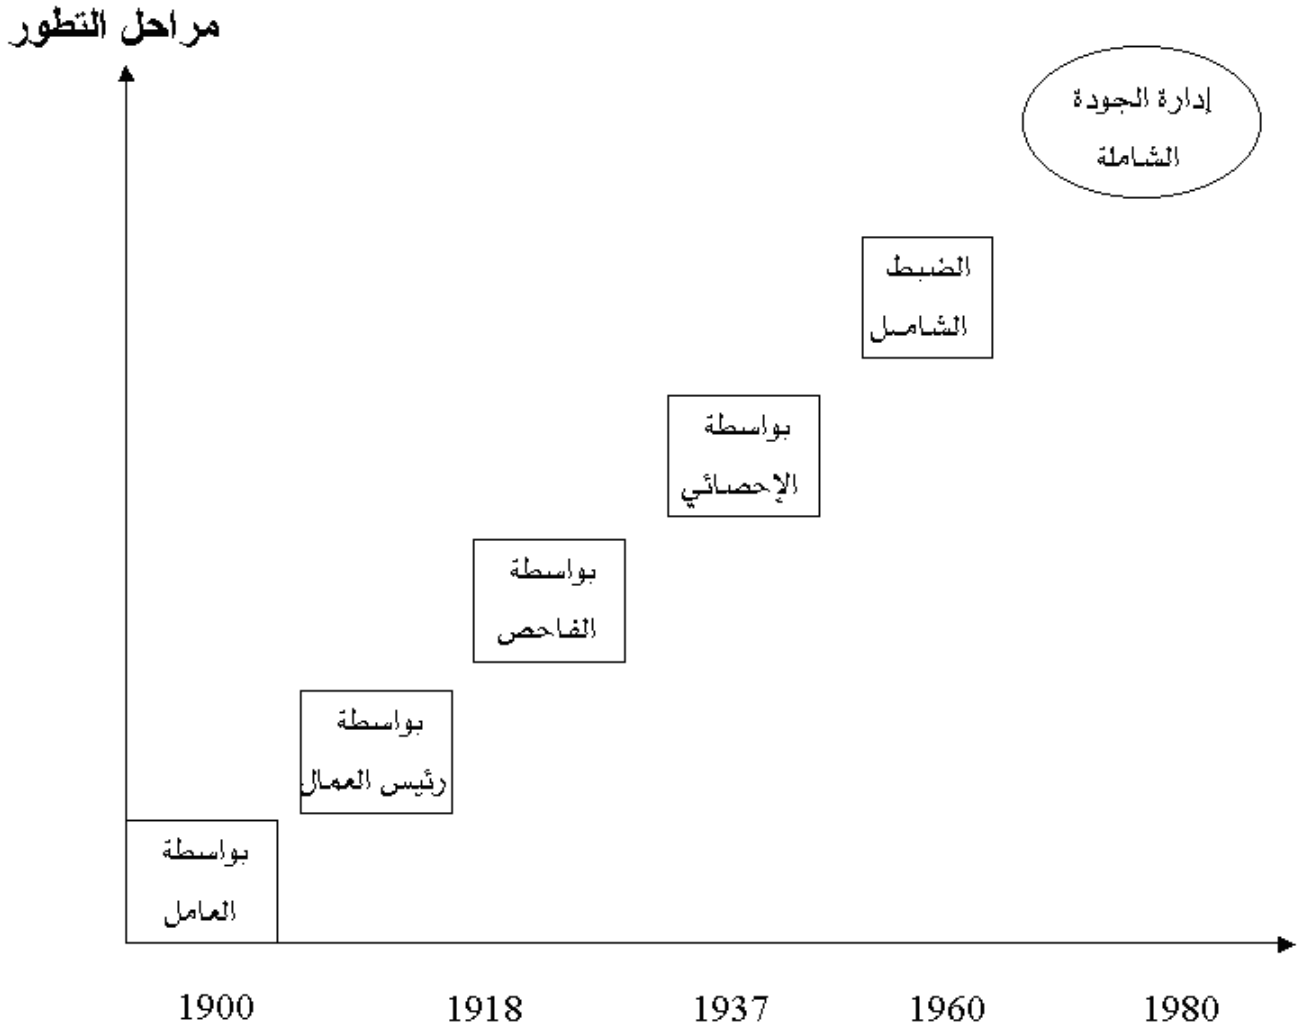 مراحل التطور
إدارة الجودة
الشاملة
الضبط
الشامل
بواسطة
الإحصائي
بواسطة
الفاحص
بواسطة
رئيس العمال
بواسطة
العامل
1900 1918 1937 1960 1980